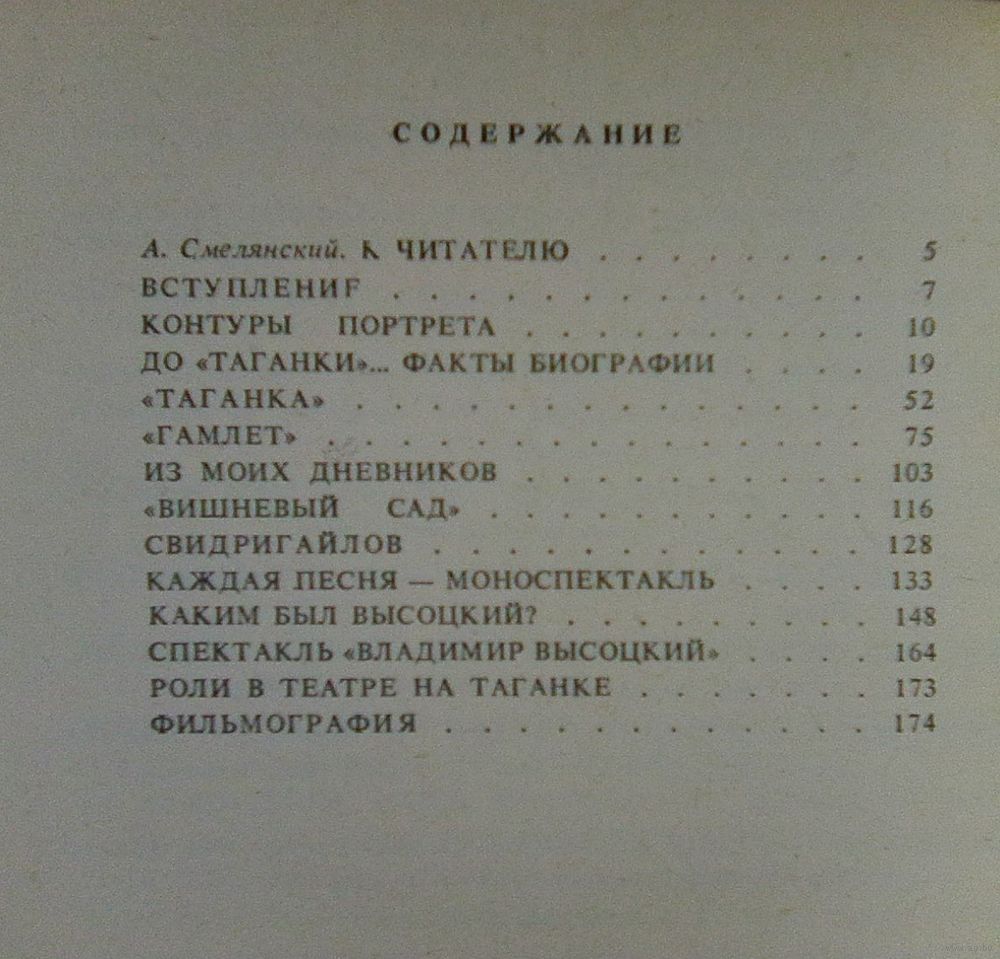 СОДЕРЖАНИЕ
А. Смелянский. К ЧИТАТЕЛЮ . . . . . . . . 5
ВСТУПЛЕНИЕ . . . . . . . . . . . . . 7
КОНТУРЫ ПОРТРЕТА . . . . . . . . . . 10
ДО «ТАГАНКИ»... ФАКТЫ БИОГРАФИИ . . . . 19
«ТАГАНКА» . . . . . . . . . . . . . . 52
«ГАМЛЕТ» . . . . . . . . . . . . . . . 75
ИЗ МОИХ ДНЕВНИКОВ . . . . . . . . . . 103
«ВИШНЕВЫЙ САД» . . . . . . . . . . . 116
СВИДРИГАЙЛОВ . . . . . . . . . . . . 128
КАЖДАЯ ПЕСНЯ — МОНОСПЕКТАКЛЬ . . . . 133
КАКИМ БЫЛ ВЫСОЦКИЙ? . . . . . . . . . 148
СПЕКТАКЛЬ «ВЛАДИМИР ВЫСОЦКИЙ» . . . . 164
РОЛИ В ТЕАТРЕ НА ТАГАНКЕ . . . . . . . 173
ФИЛЬМОГРАФИЯ . . . . . . . . . . . . 174